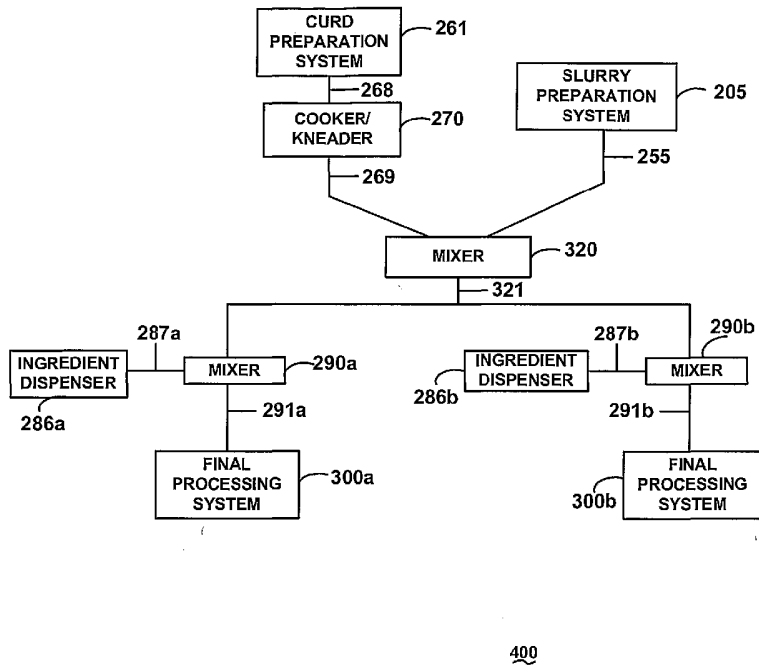 CURD
PREPARATION
SYSTEM
261
268
COOKER/
KNEADER
270
269
SLURRY
PREPARATION
SYSTEM
205
255
MIXER
320
321
287a
INGREDIENT
DISPENSER
286a
MIXER
290a
291a
FINAL
PROCESSING
SYSTEM
300a
287b
INGREDIENT
DISPENSER
286b
290b
MIXER
291b
FINAL
PROCESSING
SYSTEM
300b
400